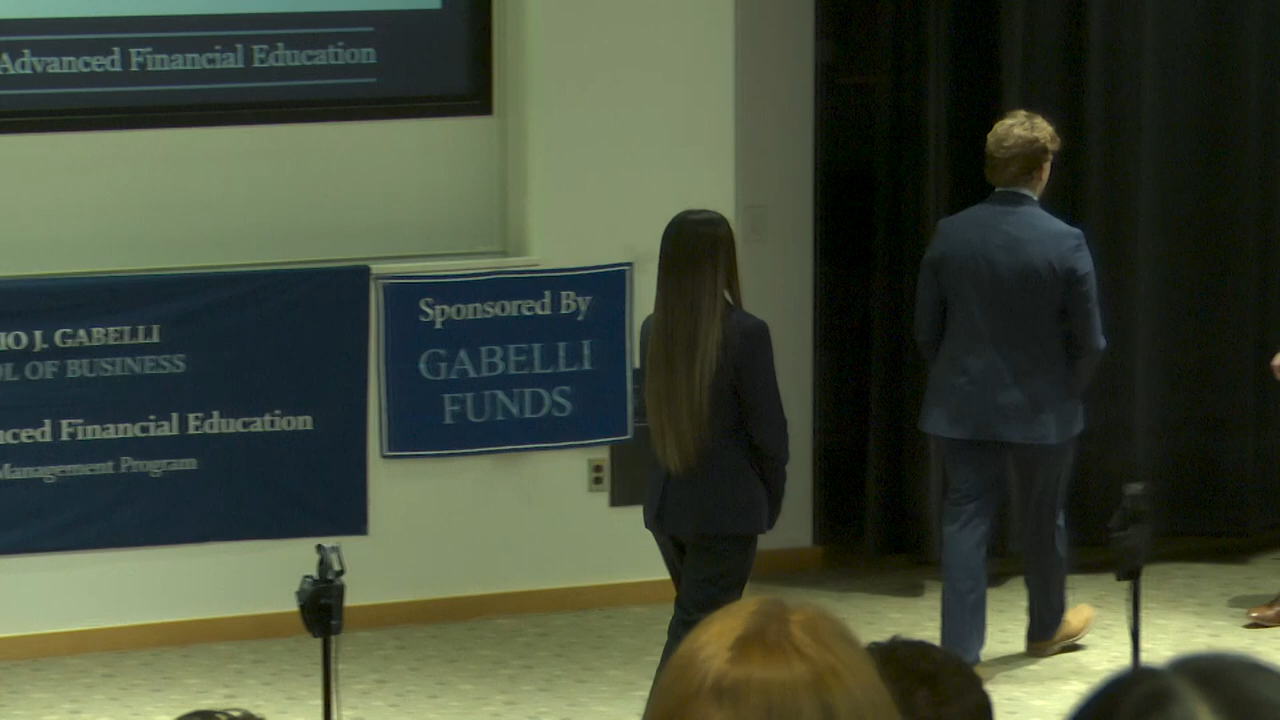 Advanced Financial Education
IO J. GABELLI
OL OF BUSINESS
nced Financial Education
Management Program
Sponsored By
GABELLI
FUNDS